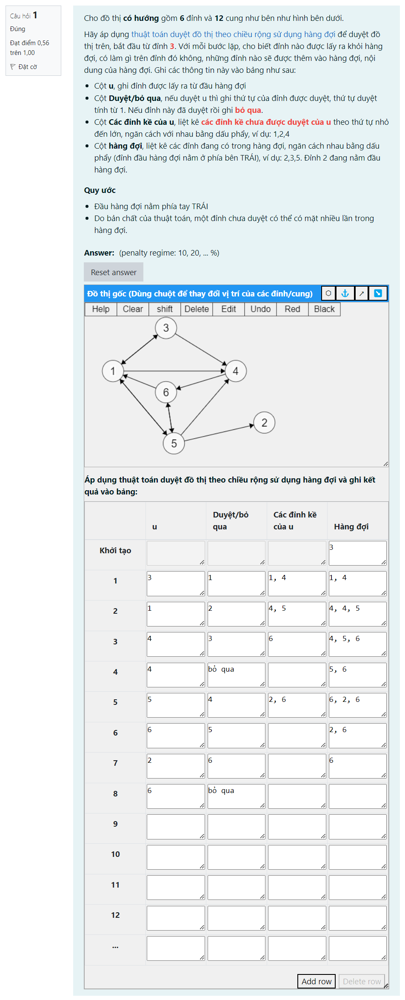 Câu hỏi 1
Đúng
Đạt điểm 0,56
trên 1,00
Đặt cờ
Cho đồ thị có hướng gồm 6 đỉnh và 12 cung như bên như hình bên dưới.
Hãy áp dụng thuật toán duyệt đồ thị theo chiều rộng sử dụng hàng đợi để duyệt đồ
thị trên, bắt đầu từ đỉnh 3. Với mỗi bước lặp, cho biết đỉnh nào được lấy ra khỏi hàng
đợi, có làm gì trên đỉnh đó không, những đỉnh nào sẽ được thêm vào hàng đợi, nội
dung của hàng đợi. Ghi các thông tin này vào bảng như sau:
• Cột u, ghi đỉnh được lấy ra từ đầu hàng đợi
• Cột Duyệt/bỏ qua, nếu duyệt u thì ghi thứ tự của đỉnh được duyệt, thứ tự duyệt
tính từ 1. Nếu đỉnh này đã duyệt rồi ghi bỏ qua.
• Cột Các đỉnh kề của u, liệt kê các đỉnh kề chưa được duyệt của u theo thứ tự nhỏ
đến lớn, ngăn cách với nhau bằng dấu phẩy, ví dụ: 1,2,4
• Cột hàng đợi, liệt kê các đỉnh đang có trong hàng đợi, ngăn cách nhau bằng dấu
phẩy (đỉnh đầu hàng đợi nằm ở phía bên TRÁI), ví dụ: 2,3,5. Đỉnh 2 đang nằm đầu
hàng đợi.
Quy ước
• Đầu hàng đợi nằm phía tay TRÁI
• Do bản chất của thuật toán, một đỉnh chưa duyệt có thể có mặt nhiều lần trong
hàng đợi.
Answer: (penalty regime: 10, 20, ... %)
Reset answer
Đồ thị gốc (Dùng chuột để thay đổi vị trí của các đỉnh/cung)
Help Clear shift Delete Edit Undo Red Black
3
1
4
6
2
5
Áp dụng thuật toán duyệt đồ thị theo chiều rộng sử dụng hàng đợi và ghi kết
quả vào bảng:
u Duyệt/bỏ qua Các đỉnh kề của u Hàng đợi
Khởi tạo 3
1 3 1 1, 4 1, 4
2 1 2 4, 5 4, 4, 5
3 4 3 6 4, 5, 6
4 4 bỏ qua 5, 6
5 5 4 2, 6 6, 2, 6
6 6 5 2, 6
7 2 6 6
8 6 bỏ qua
9
10
11
12
...
Add row Delete row